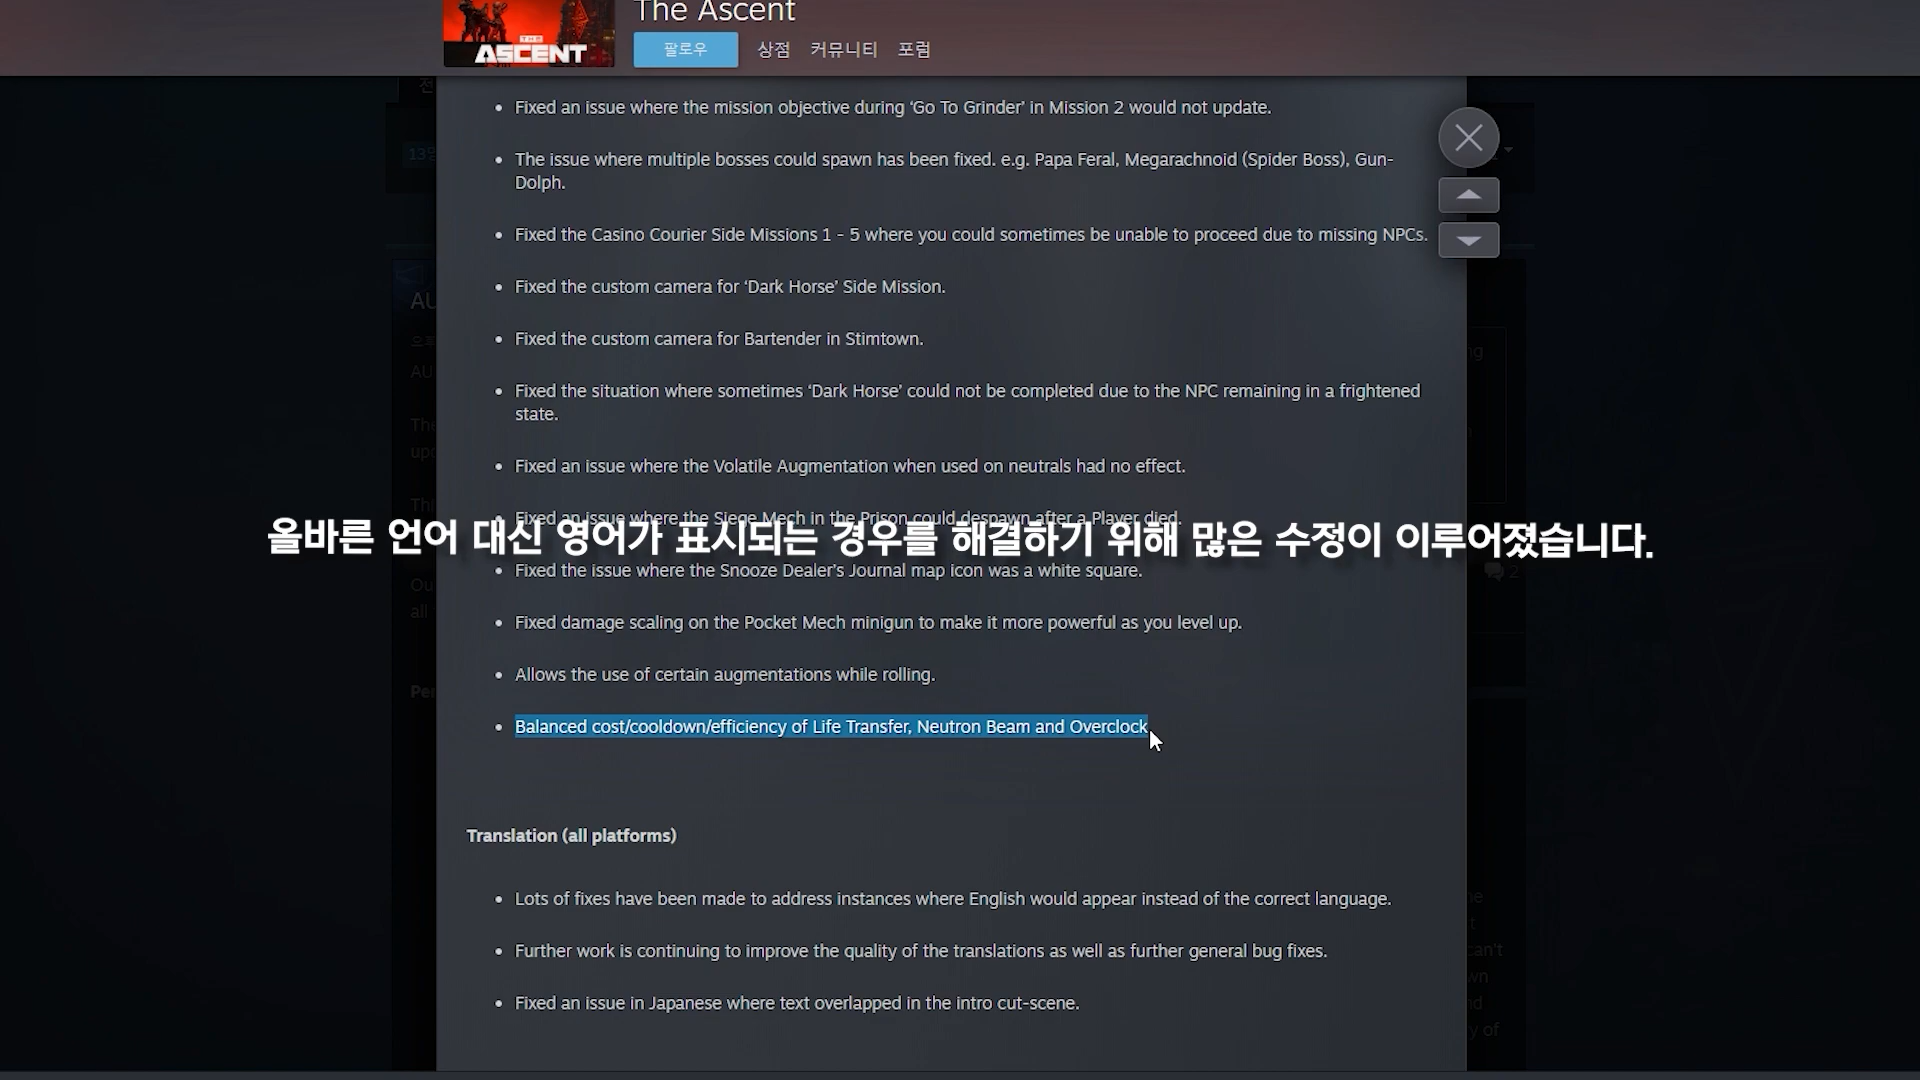 The Ascent
THE
ASCENT
팔로우 상점 커뮤니티 포럼
• Fixed an issue where the mission objective during ‘Go To Grinder’ in Mission 2 would not update.
• The issue where multiple bosses could spawn has been fixed. e.g. Papa Feral, Megarachnoid (Spider Boss), Gun-
Dolph.
• Fixed the Casino Courier Side Missions 1 - 5 where you could sometimes be unable to proceed due to missing NPCs.
• Fixed the custom camera for ‘Dark Horse’ Side Mission.
• Fixed the custom camera for Bartender in Stimtown.
• Fixed the situation where sometimes ‘Dark Horse’ could not be completed due to the NPC remaining in a frightened
state.
• Fixed an issue where the Volatile Augmentation when used on neutrals had no effect.
• Fixed an issue where the Siege Mech in the Prison could despawn after a Player died.
올바른 언어 대신 영어가 표시되는 경우를 해결하기 위해 많은 수정이 이루어졌습니다.
• Fixed the issue where the Snooze Dealer’s Journal map icon was a white square.
• Fixed damage scaling on the Pocket Mech minigun to make it more powerful as you level up.
• Allows the use of certain augmentations while rolling.
• Balanced cost/cooldown/efficiency of Life Transfer, Neutron Beam and Overclock
Translation (all platforms)
• Lots of fixes have been made to address instances where English would appear instead of the correct language.
• Further work is continuing to improve the quality of the translations as well as further general bug fixes.
• Fixed an issue in Japanese where text overlapped in the intro cut-scene.